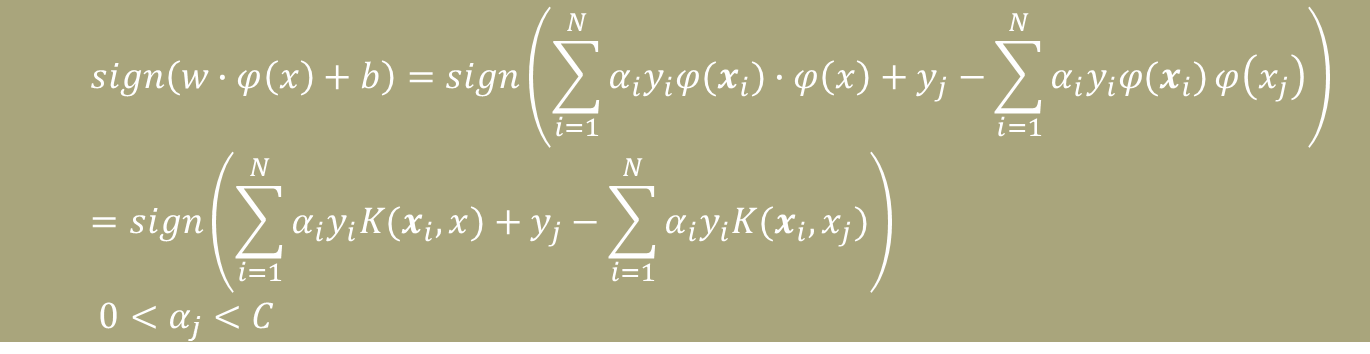 sign(w · φ(x) + b) = sign(∑_{i=1}^{N} α_i y_i φ(𝒙_i) · φ(x) + y_j − ∑_{i=1}^{N} α_i y_i φ(𝒙_i) φ(x_j))
= sign(∑_{i=1}^{N} α_i y_i K(𝒙_i, x) + y_j − ∑_{i=1}^{N} α_i y_i K(𝒙_i, x_j))
0 < α_j < C